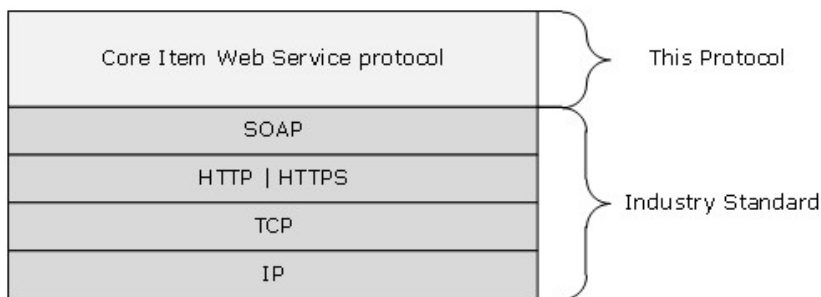 Core Item Web Service protocol
This Protocol
SOAP
HTTP | HTTPS
TCP
IP
Industry Standard